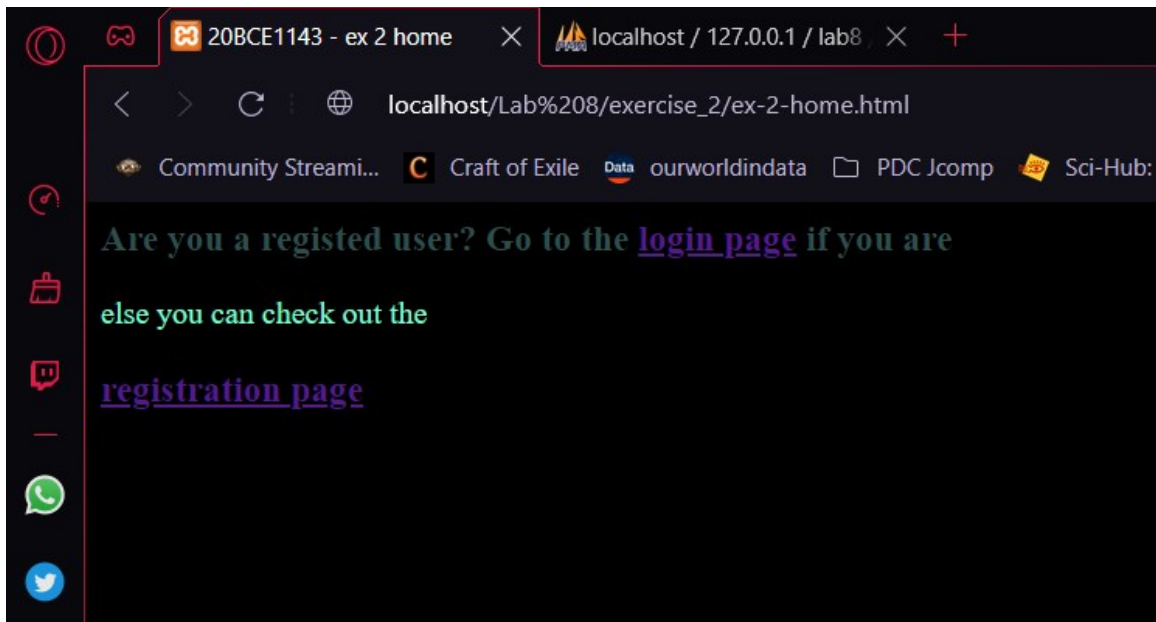 20BCE1143 - ex 2 home
localhost / 127.0.0.1 / lab8
localhost/Lab%208/exercise_2/ex-2-home.html
Community Streami... C Craft of Exile Data ourworldindata PDC Jcomp Sci-Hub:
Are you a registed user? Go to the login page if you are
else you can check out the
registration page